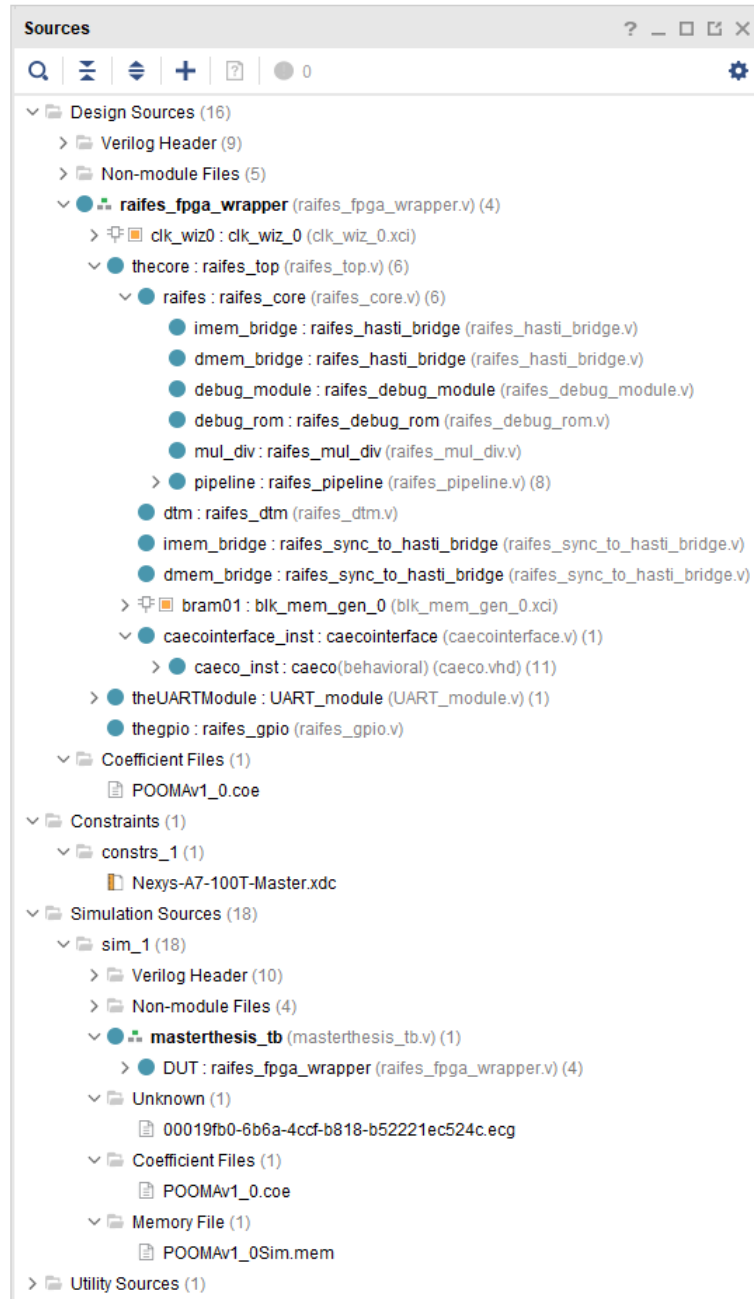 Sources ? _
0
Design Sources (16)
Verilog Header (9)
Non-module Files (5)
raifes_fpga_wrapper (raifes_fpga_wrapper.v) (4)
clk_wiz0 : clk_wiz_0 (clk_wiz_0.xci)
thecore : raifes_top (raifes_top.v) (6)
raifes : raifes_core (raifes_core.v) (6)
imem_bridge : raifes_hasti_bridge (raifes_hasti_bridge.v)
dmem_bridge : raifes_hasti_bridge (raifes_hasti_bridge.v)
debug_module : raifes_debug_module (raifes_debug_module.v)
debug_rom : raifes_debug_rom (raifes_debug_rom.v)
mul_div : raifes_mul_div (raifes_mul_div.v)
pipeline : raifes_pipeline (raifes_pipeline.v) (8)
dtm : raifes_dtm (raifes_dtm.v)
imem_bridge : raifes_sync_to_hasti_bridge (raifes_sync_to_hasti_bridge.v)
dmem_bridge : raifes_sync_to_hasti_bridge (raifes_sync_to_hasti_bridge.v)
bram01 : blk_mem_gen_0 (blk_mem_gen_0.xci)
caecointerface_inst : caecointerface (caecointerface.v) (1)
caeco_inst : caeco(behavioral) (caeco.vhd) (11)
theUARTModule : UART_module (UART_module.v) (1)
thegpio : raifes_gpio (raifes_gpio.v)
Coefficient Files (1)
POOMAv1_0.coe
Constraints (1)
constrs_1 (1)
Nexys-A7-100T-Master.xdc
Simulation Sources (18)
sim_1 (18)
Verilog Header (10)
Non-module Files (4)
masterthesis_tb (masterthesis_tb.v) (1)
DUT : raifes_fpga_wrapper (raifes_fpga_wrapper.v) (4)
Unknown (1)
00019fb0-6b6a-4ccf-b818-b52221ec524c.ecg
Coefficient Files (1)
POOMAv1_0.coe
Memory File (1)
POOMAv1_0Sim.mem
Utility Sources (1)